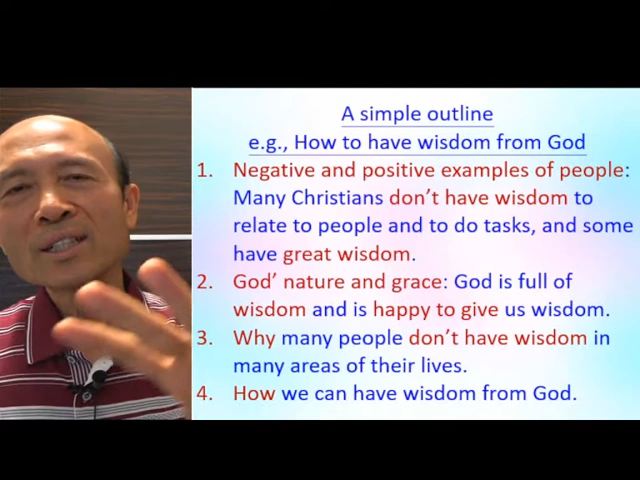 A simple outline
e.g., How to have wisdom from God
1. Negative and positive examples of people:
Many Christians don't have wisdom to
relate to people and to do tasks, and some
have great wisdom.
2. God' nature and grace: God is full of
wisdom and is happy to give us wisdom.
3. Why many people don't have wisdom in
many areas of their lives.
4. How we can have wisdom from God.